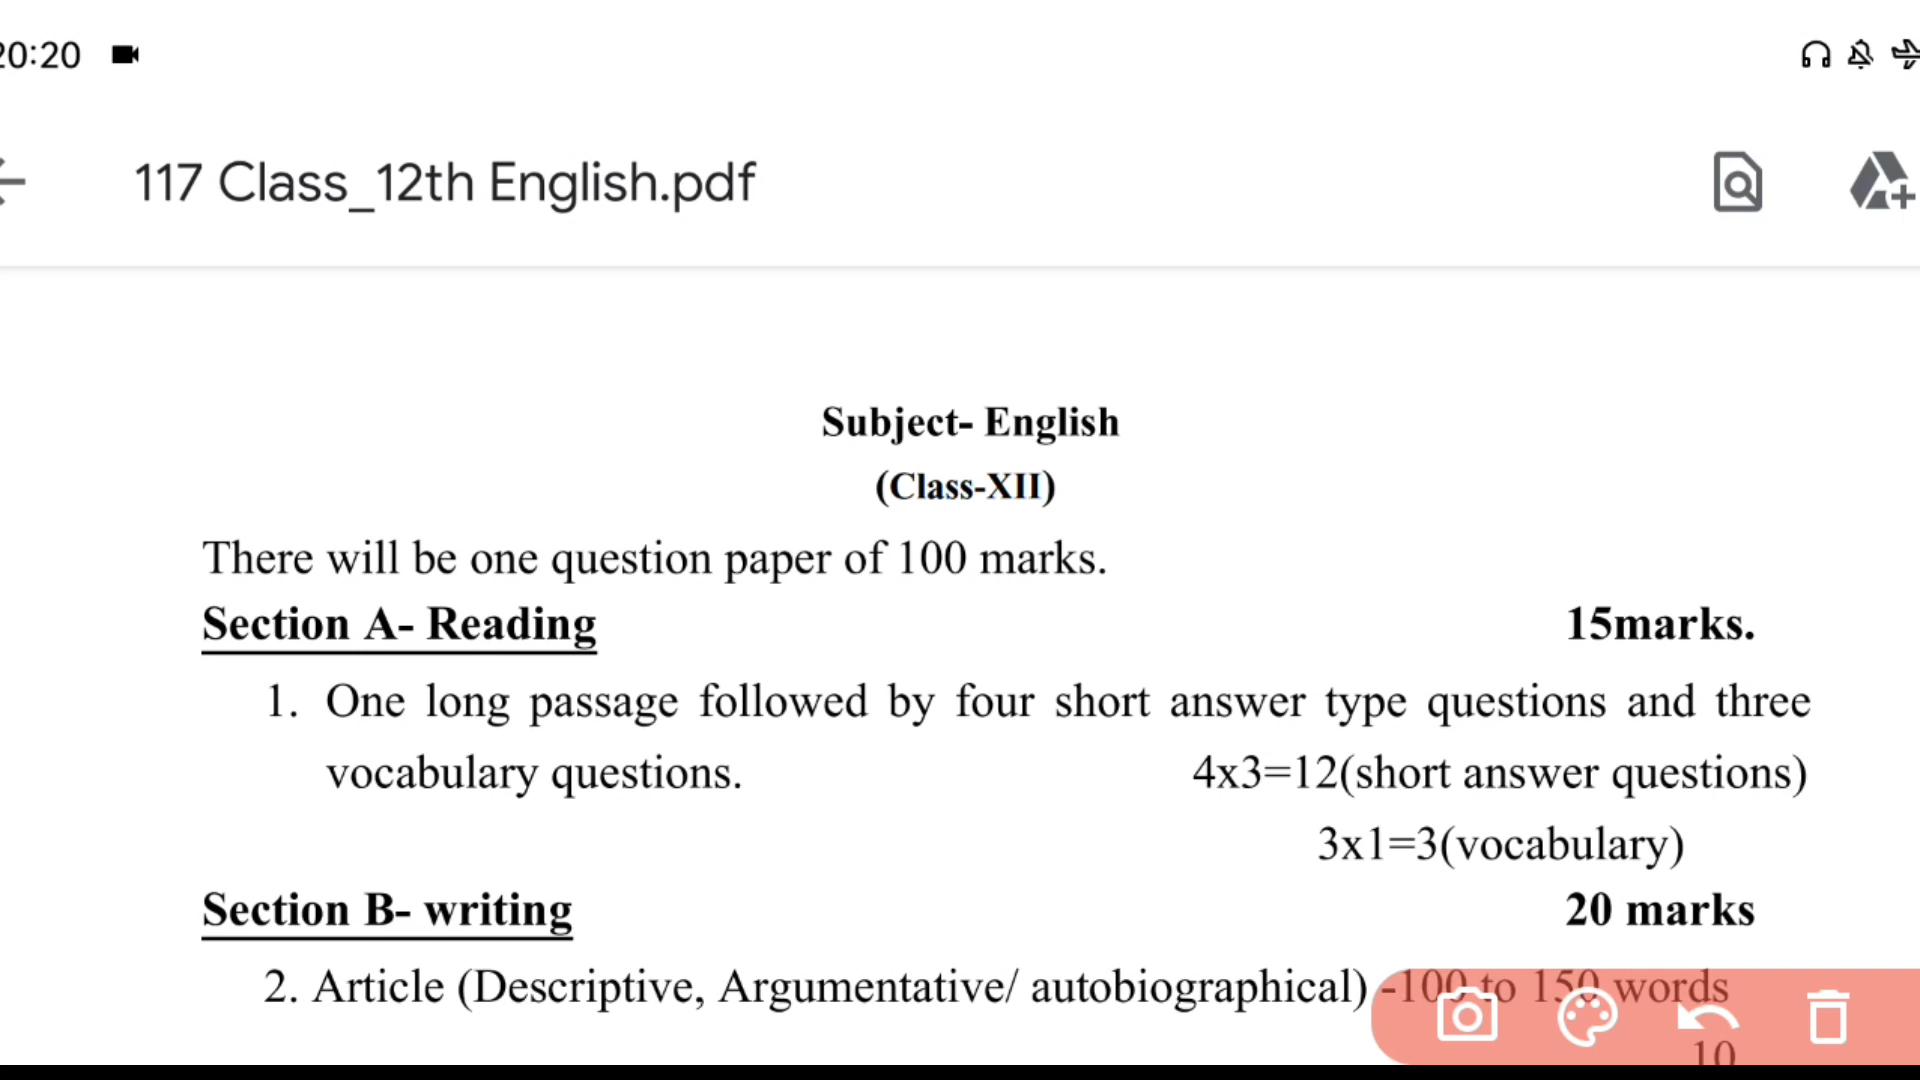 20:20
117 Class_12th English.pdf
Subject- English
(Class-XII)
There will be one question paper of 100 marks.
Section A- Reading 15marks.
1. One long passage followed by four short answer type questions and three
vocabulary questions. 4x3=12(short answer questions)
3x1=3(vocabulary)
Section B- writing 20 marks
2. Article (Descriptive, Argumentative/ autobiographical) -100 to 150 words
10